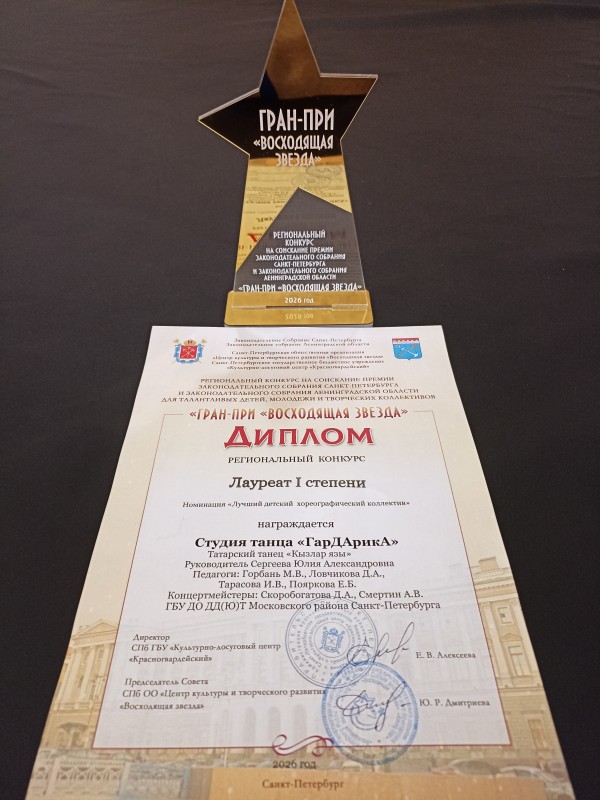 ГРАН-ПРИ
«ВОСХОДЯЩАЯ
ЗВЕЗДА»
РЕГИОНАЛЬНЫЙ
КОНКУРС
НА СОИСКАНИЕ ПРЕМИИ
ЗАКОНОДАТЕЛЬНОГО СОБРАНИЯ
САНКТ-ПЕТЕРБУРГА
И ЗАКОНОДАТЕЛЬНОГО СОБРАНИЯ
ЛЕНИНГРАДСКОЙ ОБЛАСТИ
«ГРАН-ПРИ «ВОСХОДЯЩАЯ ЗВЕЗДА»
2026 год
Законодательное Собрание Санкт-Петербурга
Законодательное собрание Ленинградской области
Санкт-Петербургская общественная организация
«Центр культуры и творческого развития «Восходящая звезда»
Санкт-Петербургское государственное бюджетное учреждение
«Культурно-досуговый центр «Красногвардейский»
РЕГИОНАЛЬНЫЙ КОНКУРС НА СОИСКАНИЕ ПРЕМИИ
ЗАКОНОДАТЕЛЬНОГО СОБРАНИЯ САНКТ-ПЕТЕРБУРГА
И ЗАКОНОДАТЕЛЬНОГО СОБРАНИЯ ЛЕНИНГРАДСКОЙ ОБЛАСТИ
ДЛЯ ТАЛАНТЛИВЫХ ДЕТЕЙ, МОЛОДЕЖИ И ТВОРЧЕСКИХ КОЛЛЕКТИВОВ
«ГРАН-ПРИ «ВОСХОДЯЩАЯ ЗВЕЗДА»
ДИПЛОМ
РЕГИОНАЛЬНЫЙ КОНКУРС
Лауреат I степени
Номинация «Лучший детский хореографический коллектив»
награждается
Студия танца «ГарДАрикА»
Татарский танец «Кызлар язы»
Руководитель Сергеева Юлия Александровна
Педагоги: Горбань М.В., Ловчикова Д.А.,
Тарасова И.В., Пояркова Е.Б.
Концертмейстеры: Скоробогатова Д.А., Смертин А.В.
ГБУ ДО ДД(Ю)Т Московского района Санкт-Петербурга
Директор
СПб ГБУ «Культурно-досуговый центр
«Красногвардейский»
Е. В. Алексеева
Председатель Совета
СПб ОО «Центр культуры и творческого развития
«Восходящая звезда»
Ю. Р. Дмитриева
2026 год
Санкт-Петербург